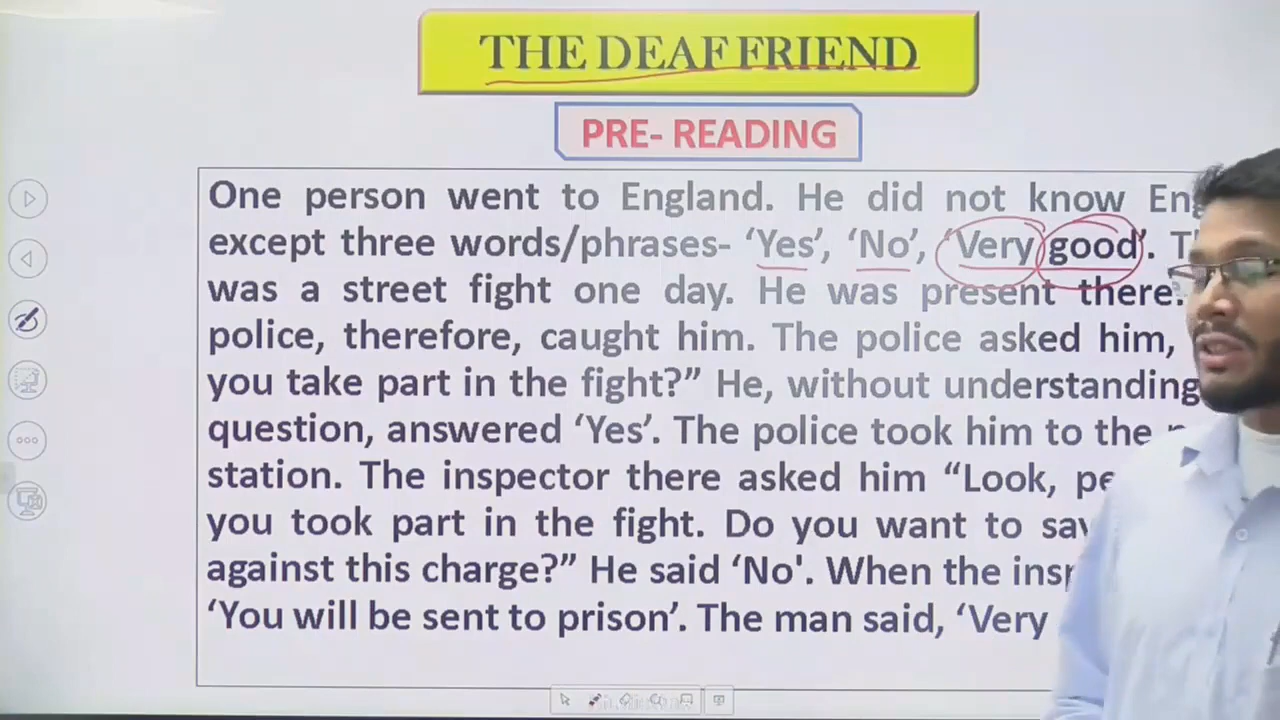 THE DEAF FRIEND
PRE- READING
One person went to England. He did not know
except three words/phrases- ‘Yes’, ‘No’, ‘Very good’.
was a street fight one day. He was present there.
police, therefore, caught him. The police asked him,
you take part in the fight?” He, without understanding
question, answered ‘Yes’. The police took him to the
station. The inspector there asked him “Look,
you took part in the fight. Do you want to
against this charge?” He said ‘No'. When the
‘You will be sent to prison’. The man said, ‘Very